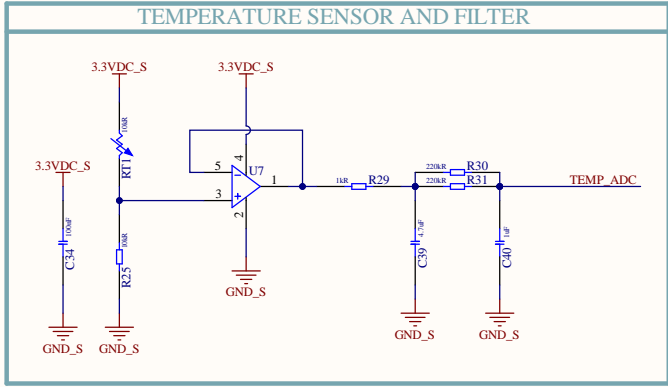 TEMPERATURE SENSOR AND FILTER
3.3VDC_S
3.3VDC_S
10kR
RT1
3.3VDC_S
5
4
U7
1
3
2
1kR
R29
220kR
R30
220kR
R31
TEMP_ADC
100nF
C34
10kR
R25
4.7uF
C39
1uF
C40
GND_S
GND_S
GND_S
GND_S
GND_S